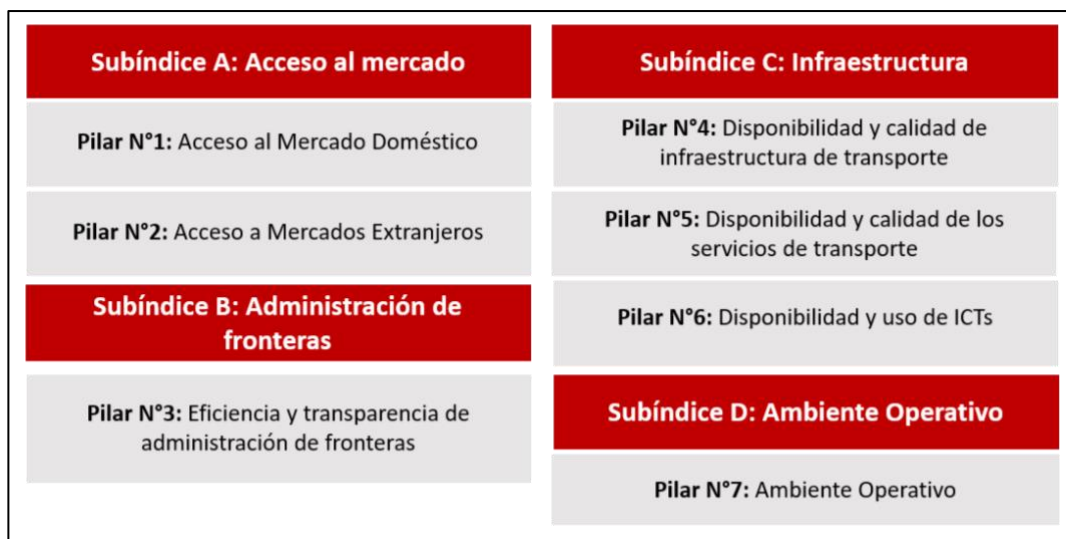 Subíndice A: Acceso al mercado
Pilar N°1: Acceso al Mercado Doméstico
Pilar N°2: Acceso a Mercados Extranjeros
Subíndice B: Administración de
fronteras
Pilar N°3: Eficiencia y transparencia de
administración de fronteras
Subíndice C: Infraestructura
Pilar N°4: Disponibilidad y calidad de
infraestructura de transporte
Pilar N°5: Disponibilidad y calidad de los
servicios de transporte
Pilar N°6: Disponibilidad y uso de ICTs
Subíndice D: Ambiente Operativo
Pilar N°7: Ambiente Operativo